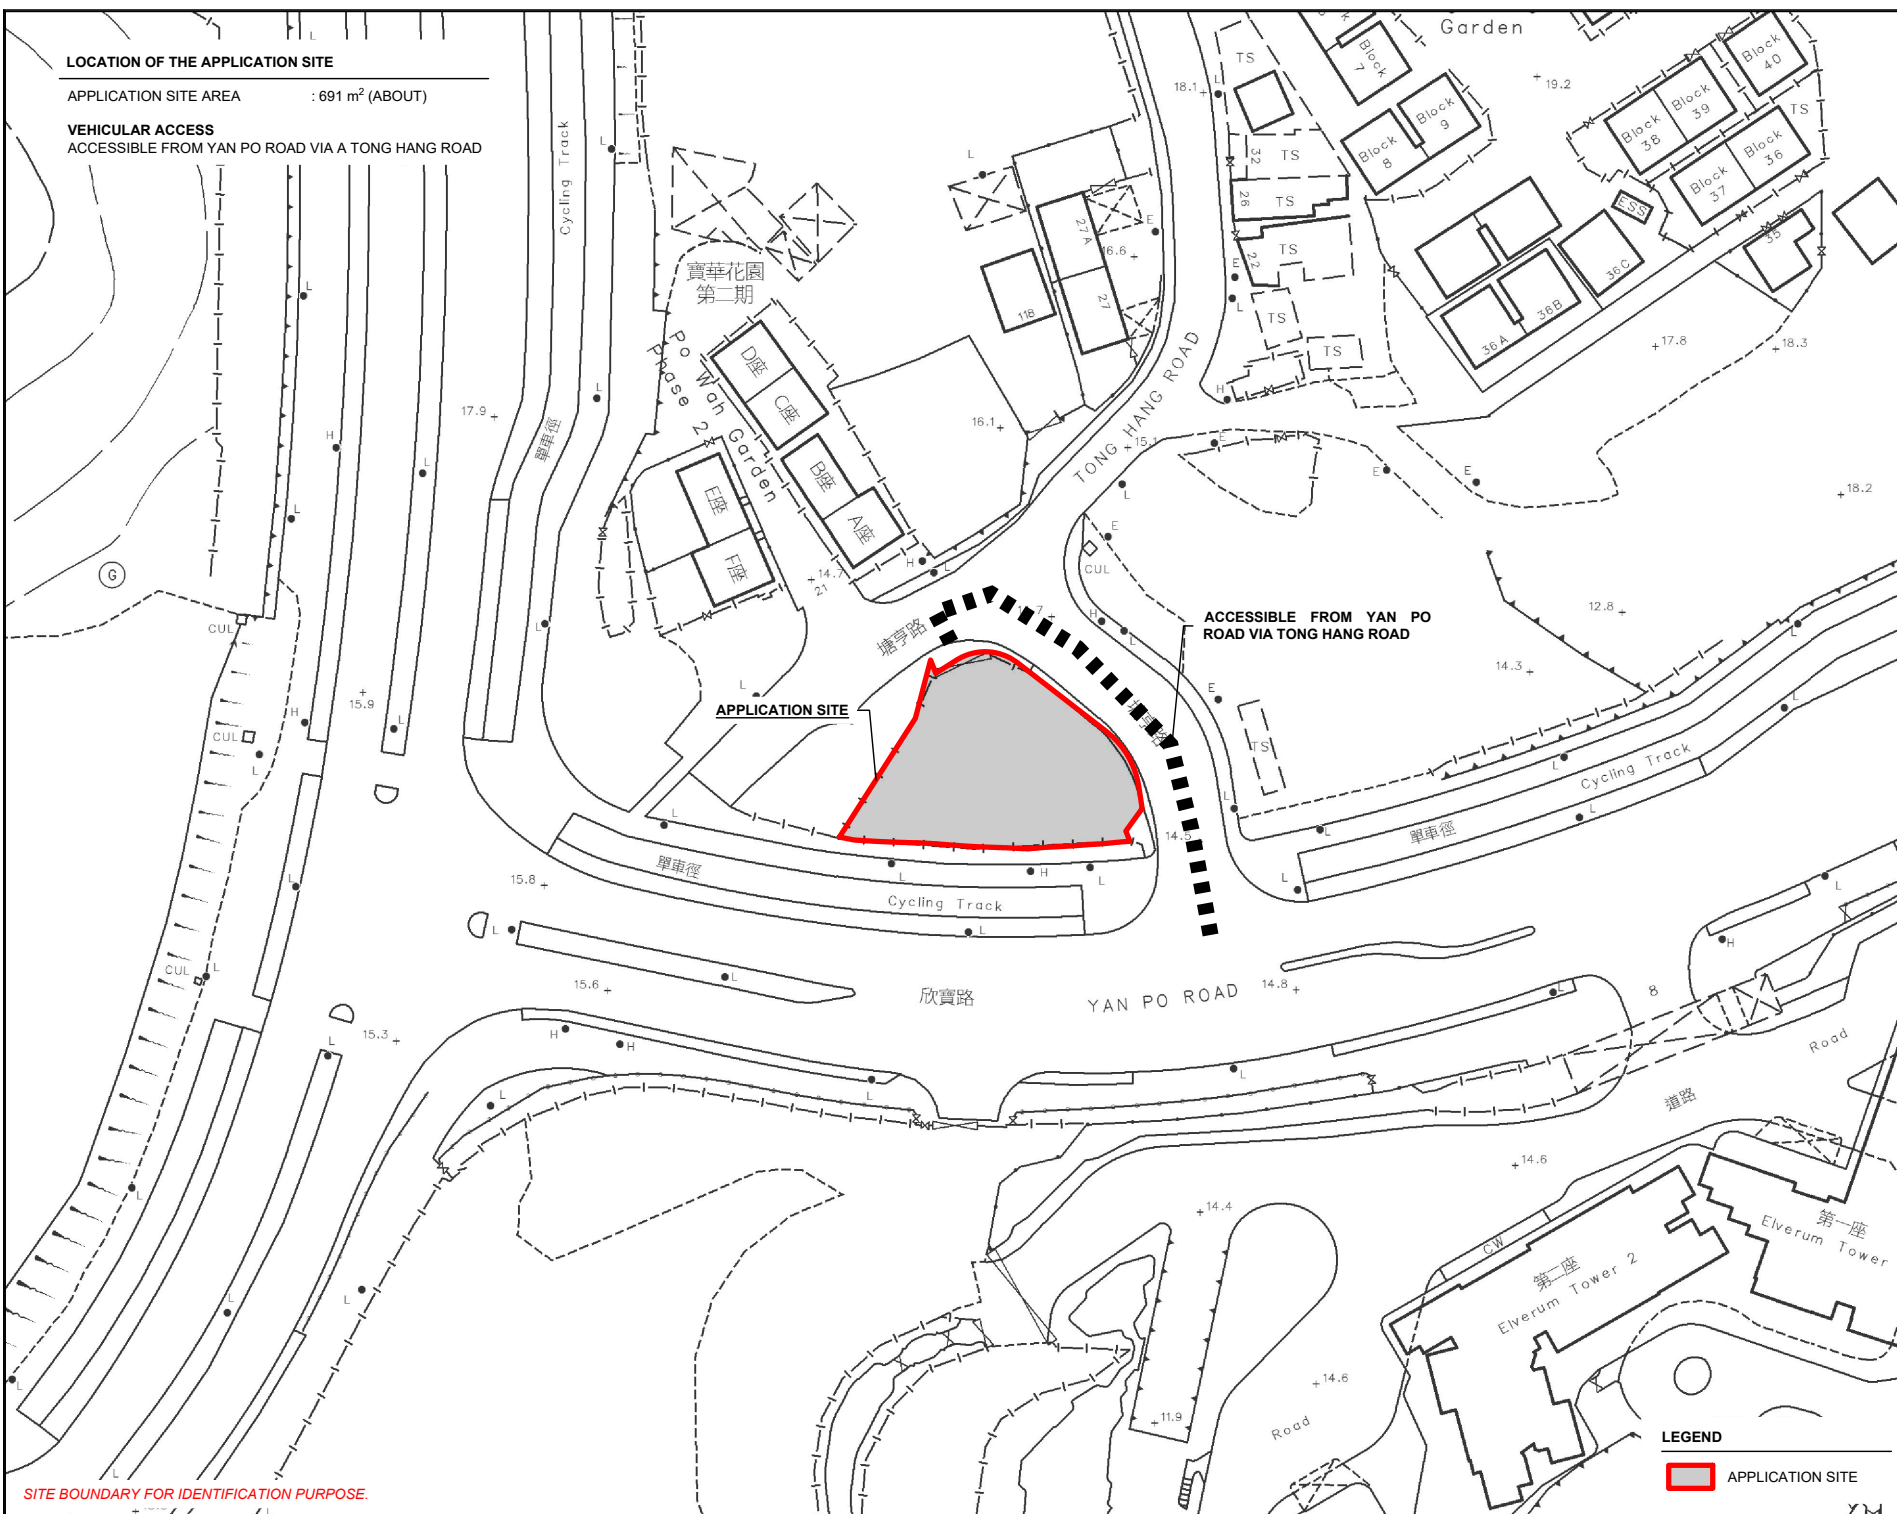 LOCATION OF THE APPLICATION SITE
APPLICATION SITE AREA : 691 m² (ABOUT)
VEHICULAR ACCESS
ACCESSIBLE FROM YAN PO ROAD VIA A TONG HANG ROAD
Garden
Block 7
Block 8
Block 9
Block 40
Block 39
Block 38
Block 37
Block 36
TS
TS
TS
TS
TS
TS
TS
32
26
22
18.1
19.2
ESS
35
36C
36B
36A
17.8
18.3
18.2
Cycling Track
單車徑
17.9
寶華花園
第二期
Po Wah Garden
Phase 2
D座
C座
B座
A座
E座
F座
27A
27
118
16.6
16.1
15.1
TONG HANG ROAD
14.7
21
塘亨路
塘亨路
CUL
CUL
CUL
CUL
G
ACCESSIBLE FROM YAN PO
ROAD VIA TONG HANG ROAD
APPLICATION SITE
12.8
14.3
TS
15.9
14.5
Cycling Track
單車徑
單車徑
Cycling Track
15.8
15.6
15.3
欣寶路
YAN PO ROAD
14.8
8
Road
道路
14.6
14.4
14.6
11.9
Road
CW
第一座
Elverum Tower
第二座
Elverum Tower 2
LEGEND
APPLICATION SITE
SITE BOUNDARY FOR IDENTIFICATION PURPOSE.